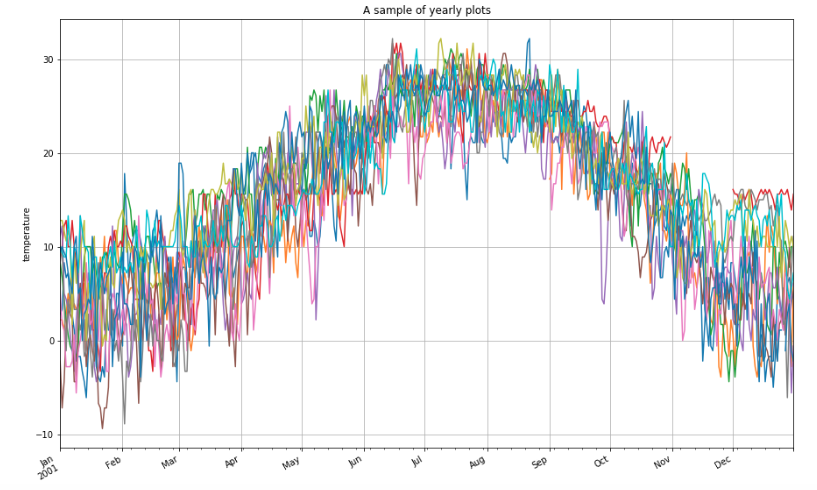 A sample of yearly plots
temperature
30
20
10
0
−10
Jan
2001
Feb
Mar
Apr
May
Jun
Jul
Aug
Sep
Oct
Nov
Dec